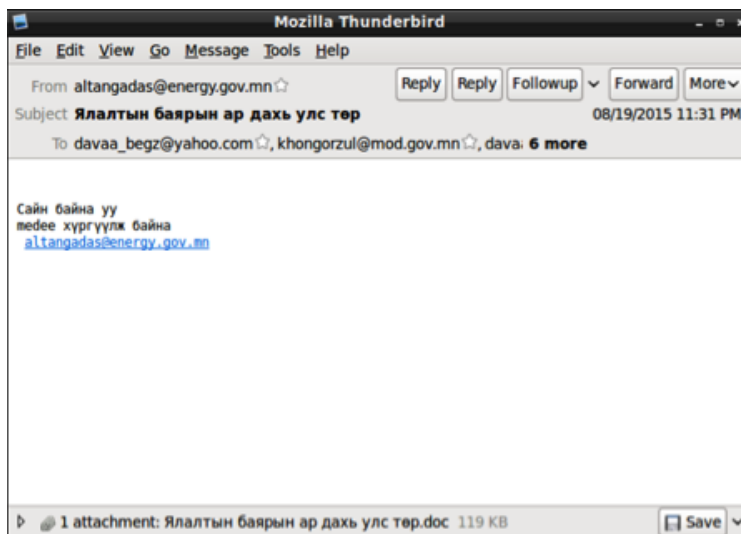 Mozilla Thunderbird
File Edit View Go Message Tools Help
From altangadas@energy.gov.mn Reply Reply Followup Forward More
Subject Ялалтын баярын ар дахь улс төр 08/19/2015 11:31 PM
To davaa_begz@yahoo.com, khongorzul@mod.gov.mn, davaa 6 more
Сайн байна уу
medee хүргүүлж байна
altangadas@energy.gov.mn
1 attachment: Ялалтын баярын ар дахь улс төр.doc 119 KB Save